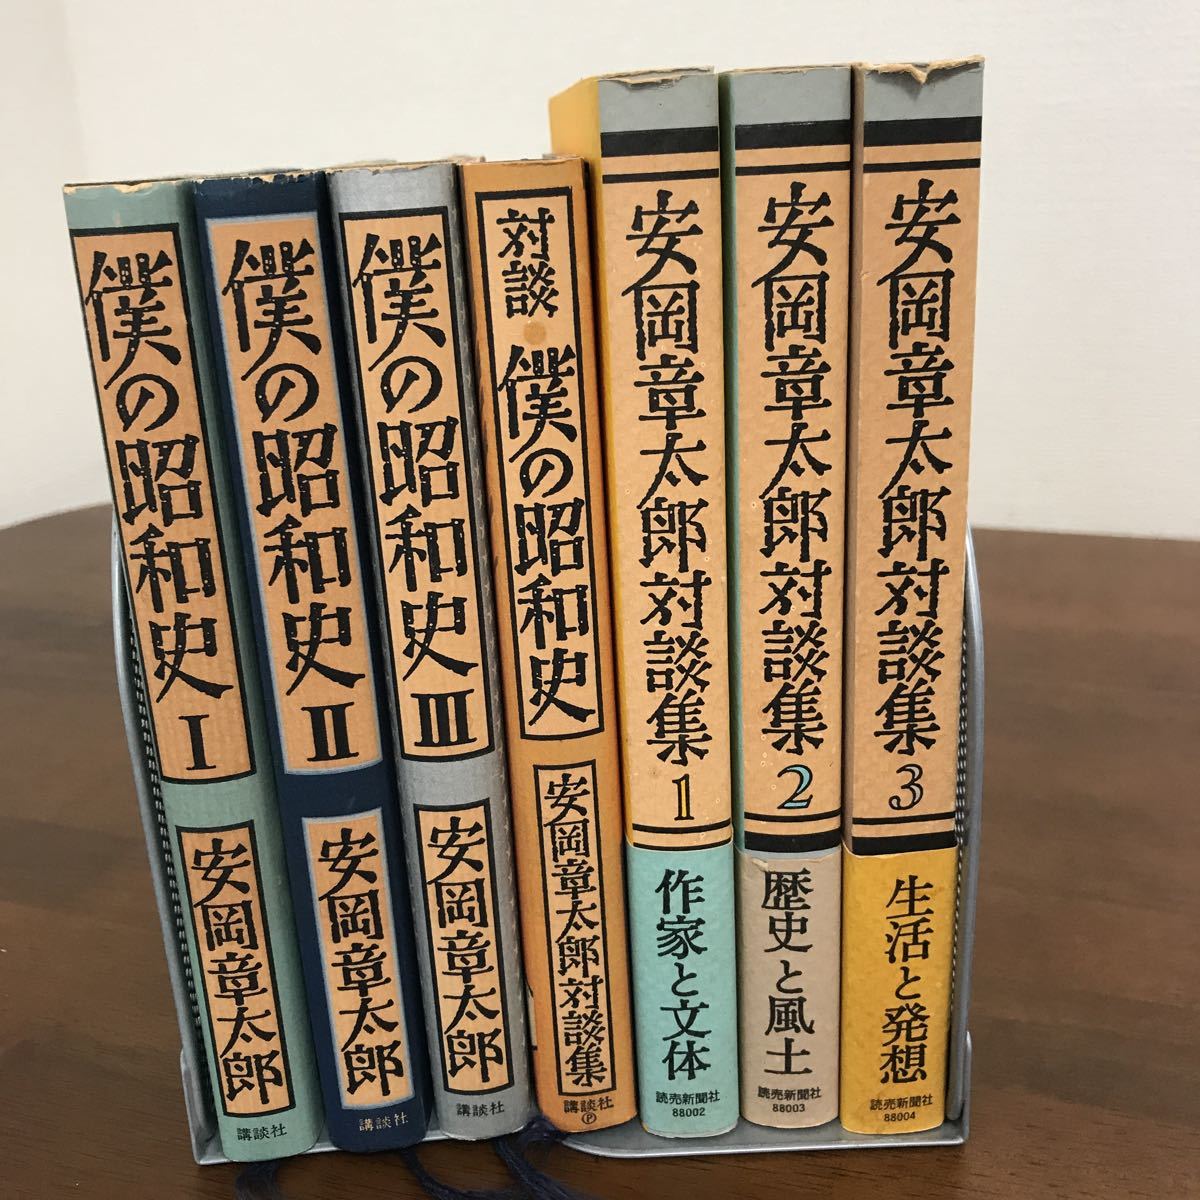 僕の昭和史 I
安岡章太郎
講談社
僕の昭和史 II
安岡章太郎
講談社
僕の昭和史 III
安岡章太郎
講談社
対談・僕の昭和史
安岡章太郎対談集
講談社
P
安岡章太郎対談集 1
作家と文体
読売新聞社
88002
安岡章太郎対談集 2
歴史と風土
読売新聞社
88003
安岡章太郎対談集 3
生活と発想
読売新聞社
88004